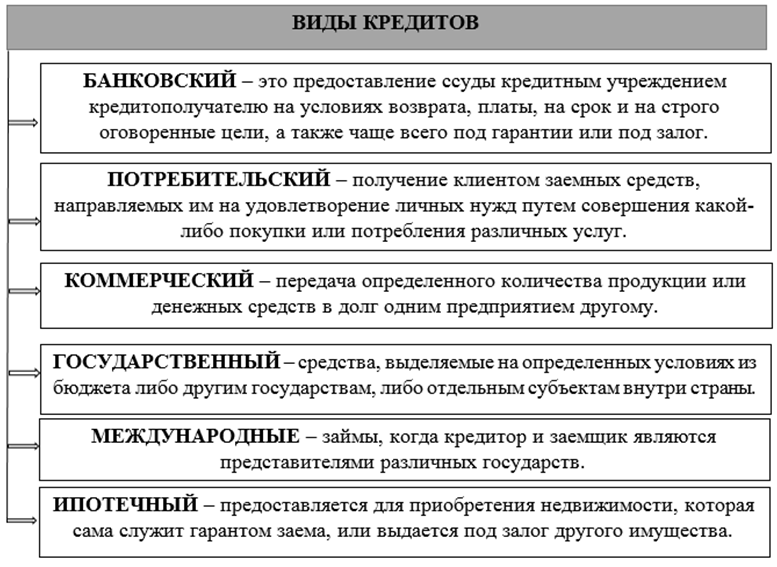 ВИДЫ КРЕДИТОВ
БАНКОВСКИЙ – это предоставление ссуды кредитным учреждением
кредитополучателю на условиях возврата, платы, на срок и на строго
оговоренные цели, а также чаще всего под гарантии или под залог.
ПОТРЕБИТЕЛЬСКИЙ – получение клиентом заемных средств,
направляемых им на удовлетворение личных нужд путем совершения какой-
либо покупки или потребления различных услуг.
КОММЕРЧЕСКИЙ – передача определенного количества продукции или
денежных средств в долг одним предприятием другому.
ГОСУДАРСТВЕННЫЙ – средства, выделяемые на определенных условиях из
бюджета либо другим государствам, либо отдельным субъектам внутри страны.
МЕЖДУНАРОДНЫЕ – займы, когда кредитор и заемщик являются
представителями различных государств.
ИПОТЕЧНЫЙ – предоставляется для приобретения недвижимости, которая
сама служит гарантом заема, или выдается под залог другого имущества.